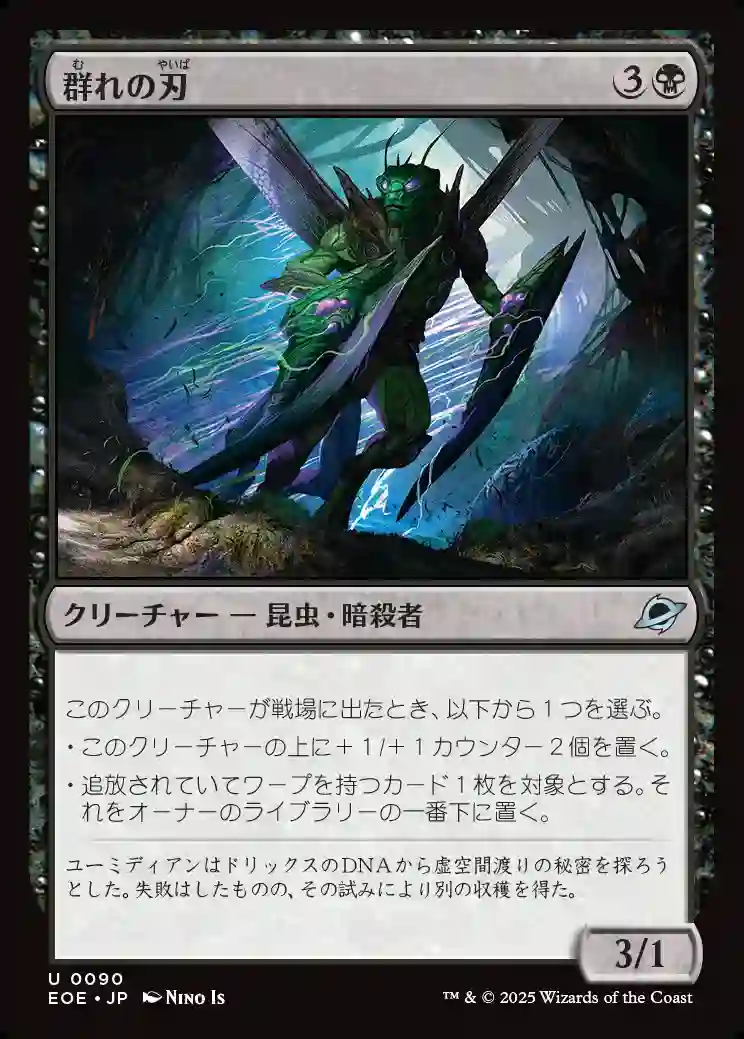 むやいば
群れの刃 3
クリーチャー — 昆虫・暗殺者
このクリーチャーが戦場に出たとき、以下から1つを選ぶ。
・このクリーチャーの上に+1/+1カウンター2個を置く。
・追放されていてワープを持つカード1枚を対象とする。そ
れをオーナーのライブラリーの一番下に置く。
ユーミディアンはドリックスのDNAから虚空間渡りの秘密を探ろう
とした。失敗はしたものの、その試みにより別の収穫を得た。
3/1
U 0090
EOE • JP Nino Is
™ & © 2025 Wizards of the Coast